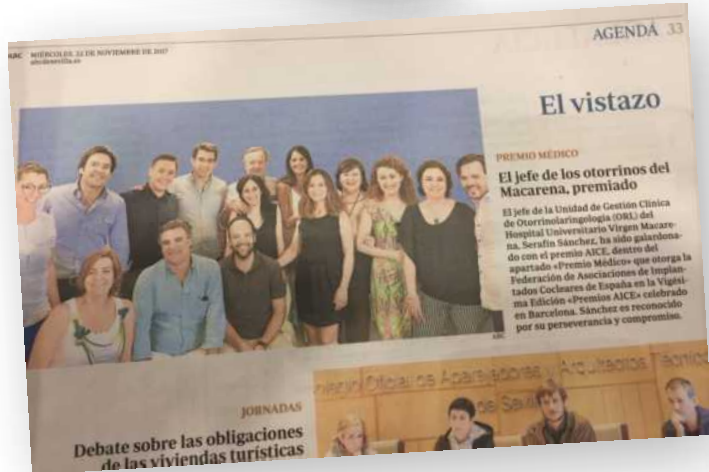 ABC MIÉRCOLES, 22 DE NOVIEMBRE DE 2017
abcdesevilla.es
AGENDA 33
El vistazo
PREMIO MÉDICO
El jefe de los otorrinos del
Macarena, premiado
El jefe de la Unidad de Gestión Clínica
de Otorrinolaringología (ORL) del
Hospital Universitario Virgen Macare-
na, Serafín Sánchez, ha sido galardona-
do con el premio AICE, dentro del
apartado «Premio Médico» que otorga la
Federación de Asociaciones de Implan-
tados Cocleares de España en la Vigési-
ma Edición «Premios AICE» celebrado
en Barcelona. Sánchez es reconocido
por su perseverancia y compromiso.
ABC
JORNADAS
Debate sobre las obligaciones
de las viviendas turísticas
Colegio Oficial de Aparejadores y Arquitectos Técnico
de Sevil